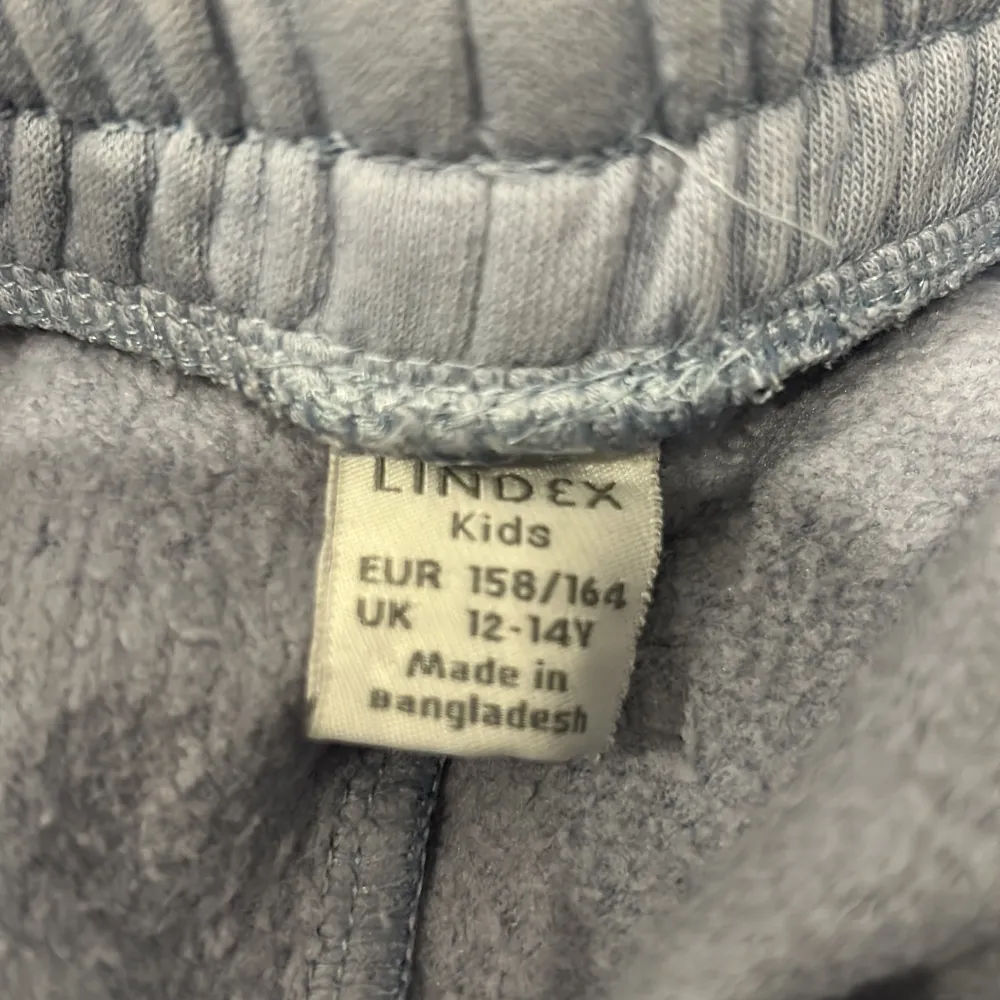 LINDEX
Kids
EUR 158/164
UK 12-14Y
Made in
Bangladesh